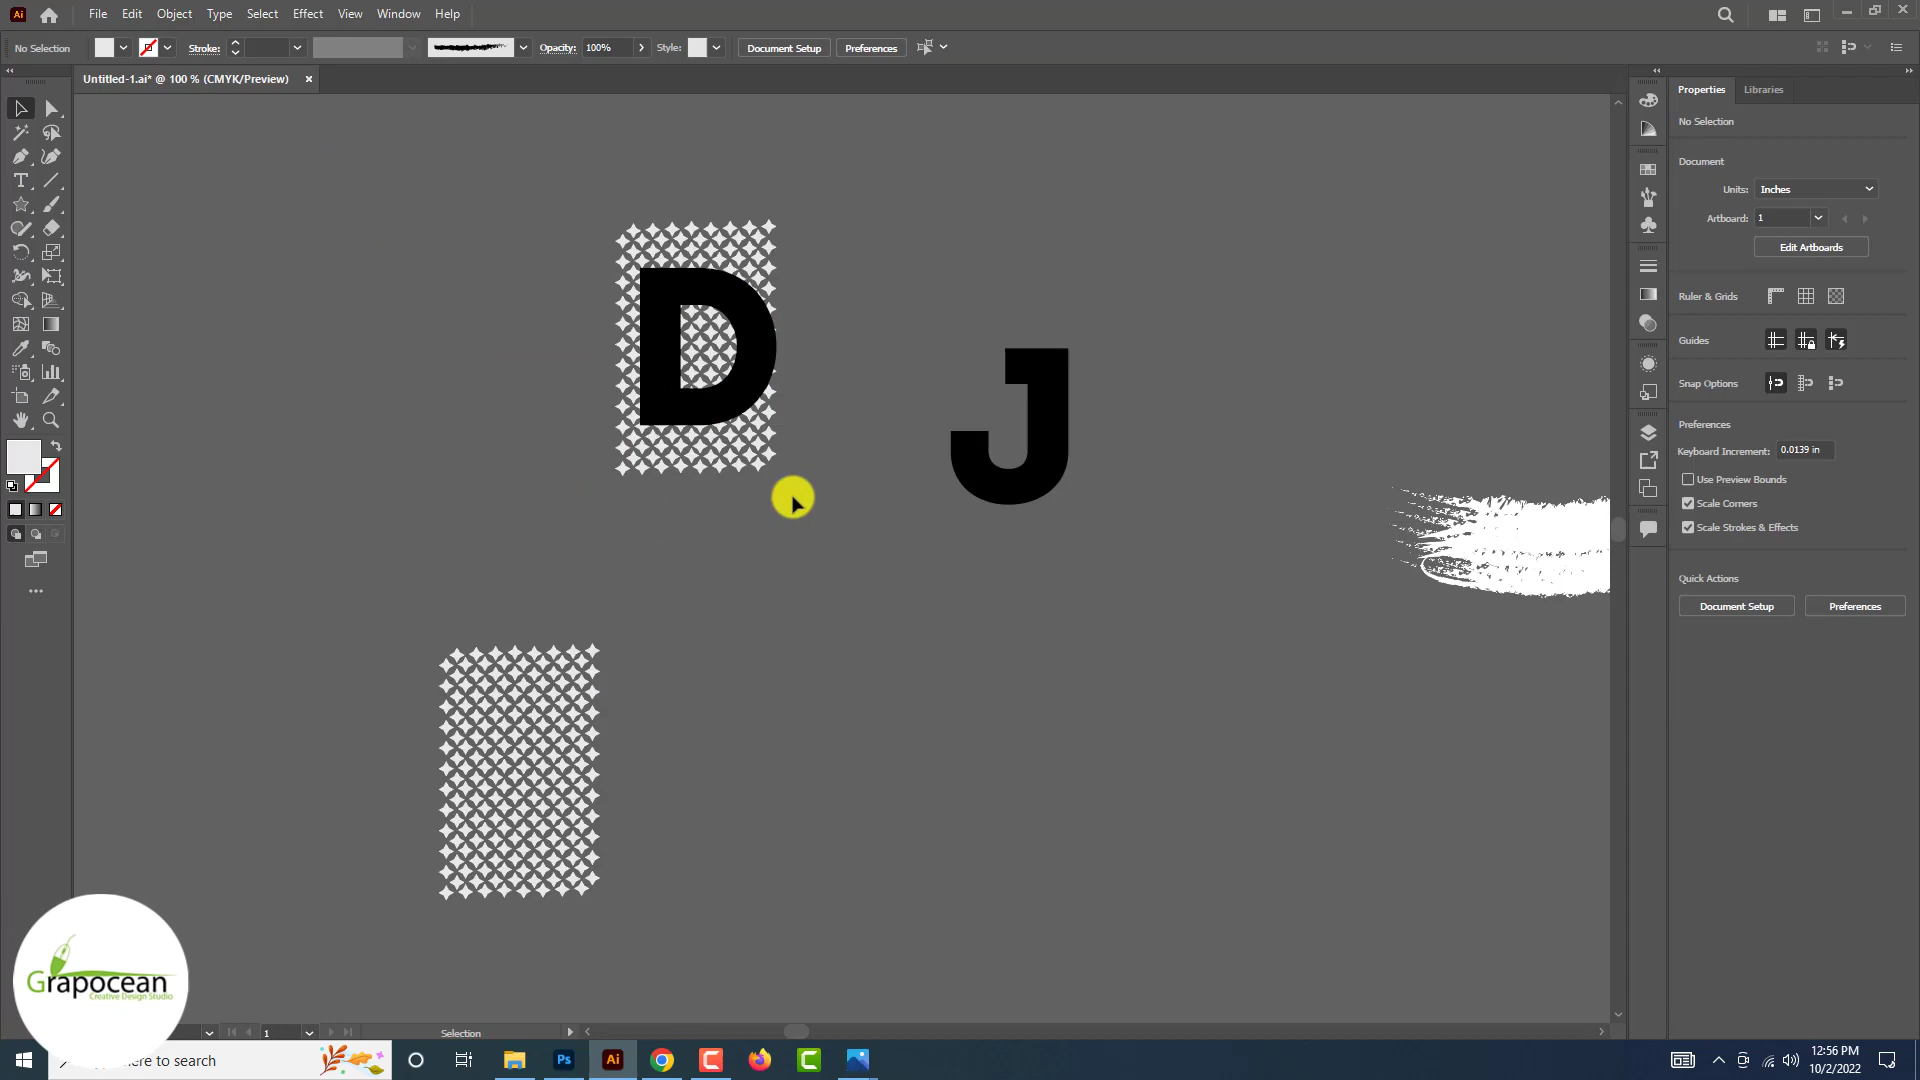 Ai File Edit Object Type Select Effect View Window Help
No Selection Stroke: Opacity: 100% Style: Document Setup Preferences
Untitled-1.ai* @ 100 % (CMYK/Preview) ×
Properties Libraries
No Selection
Document
Units: Inches
Artboard: 1
Edit Artboards
Ruler & Grids
Guides
Snap Options
Preferences
Keyboard Increment: 0.0139 in
Use Preview Bounds
Scale Corners
Scale Strokes & Effects
Quick Actions
Document Setup Preferences
D
J
Grapocean
Creative Design Studio
1 Selection
here to search
Ps Ai
12:56 PM
10/2/2022